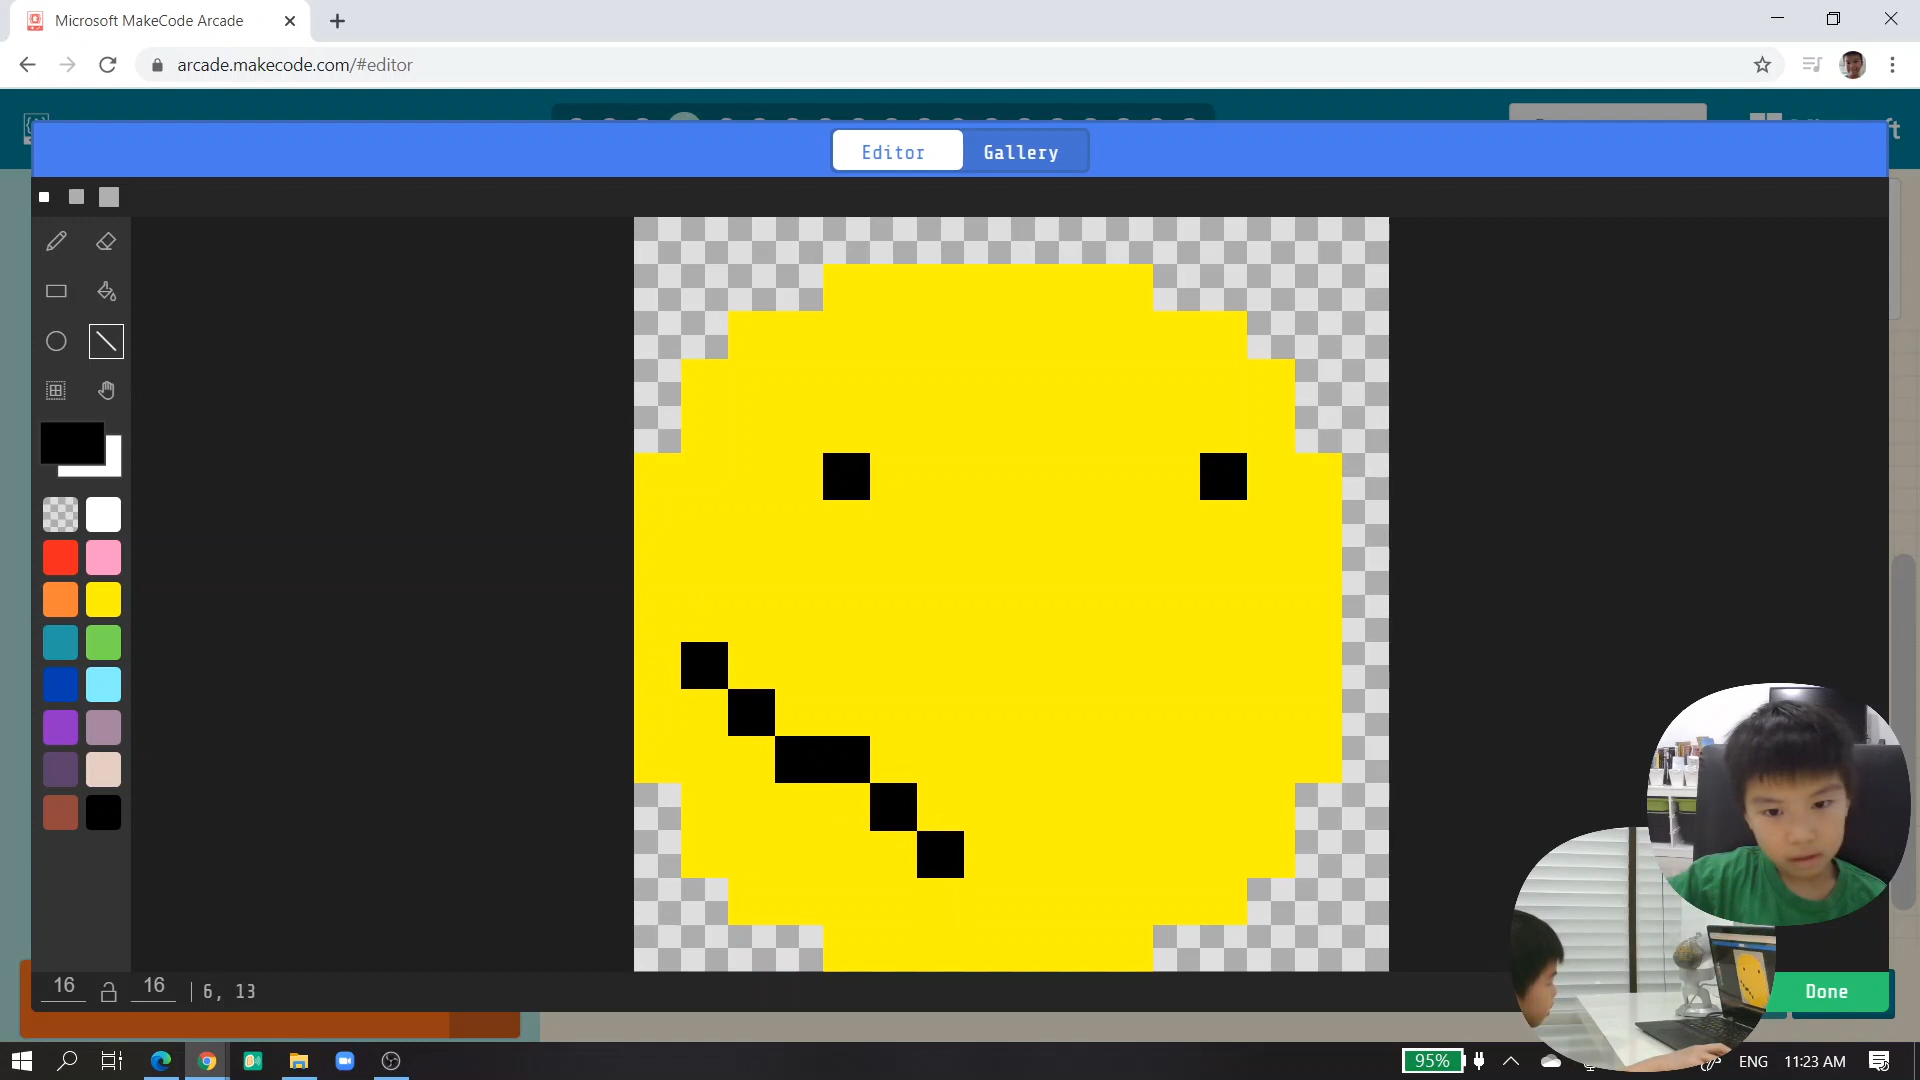 Microsoft MakeCode Arcade
arcade.makecode.com/#editor
Editor
Gallery
16
16
6, 13
Done
95%
ENG
11:23 AM